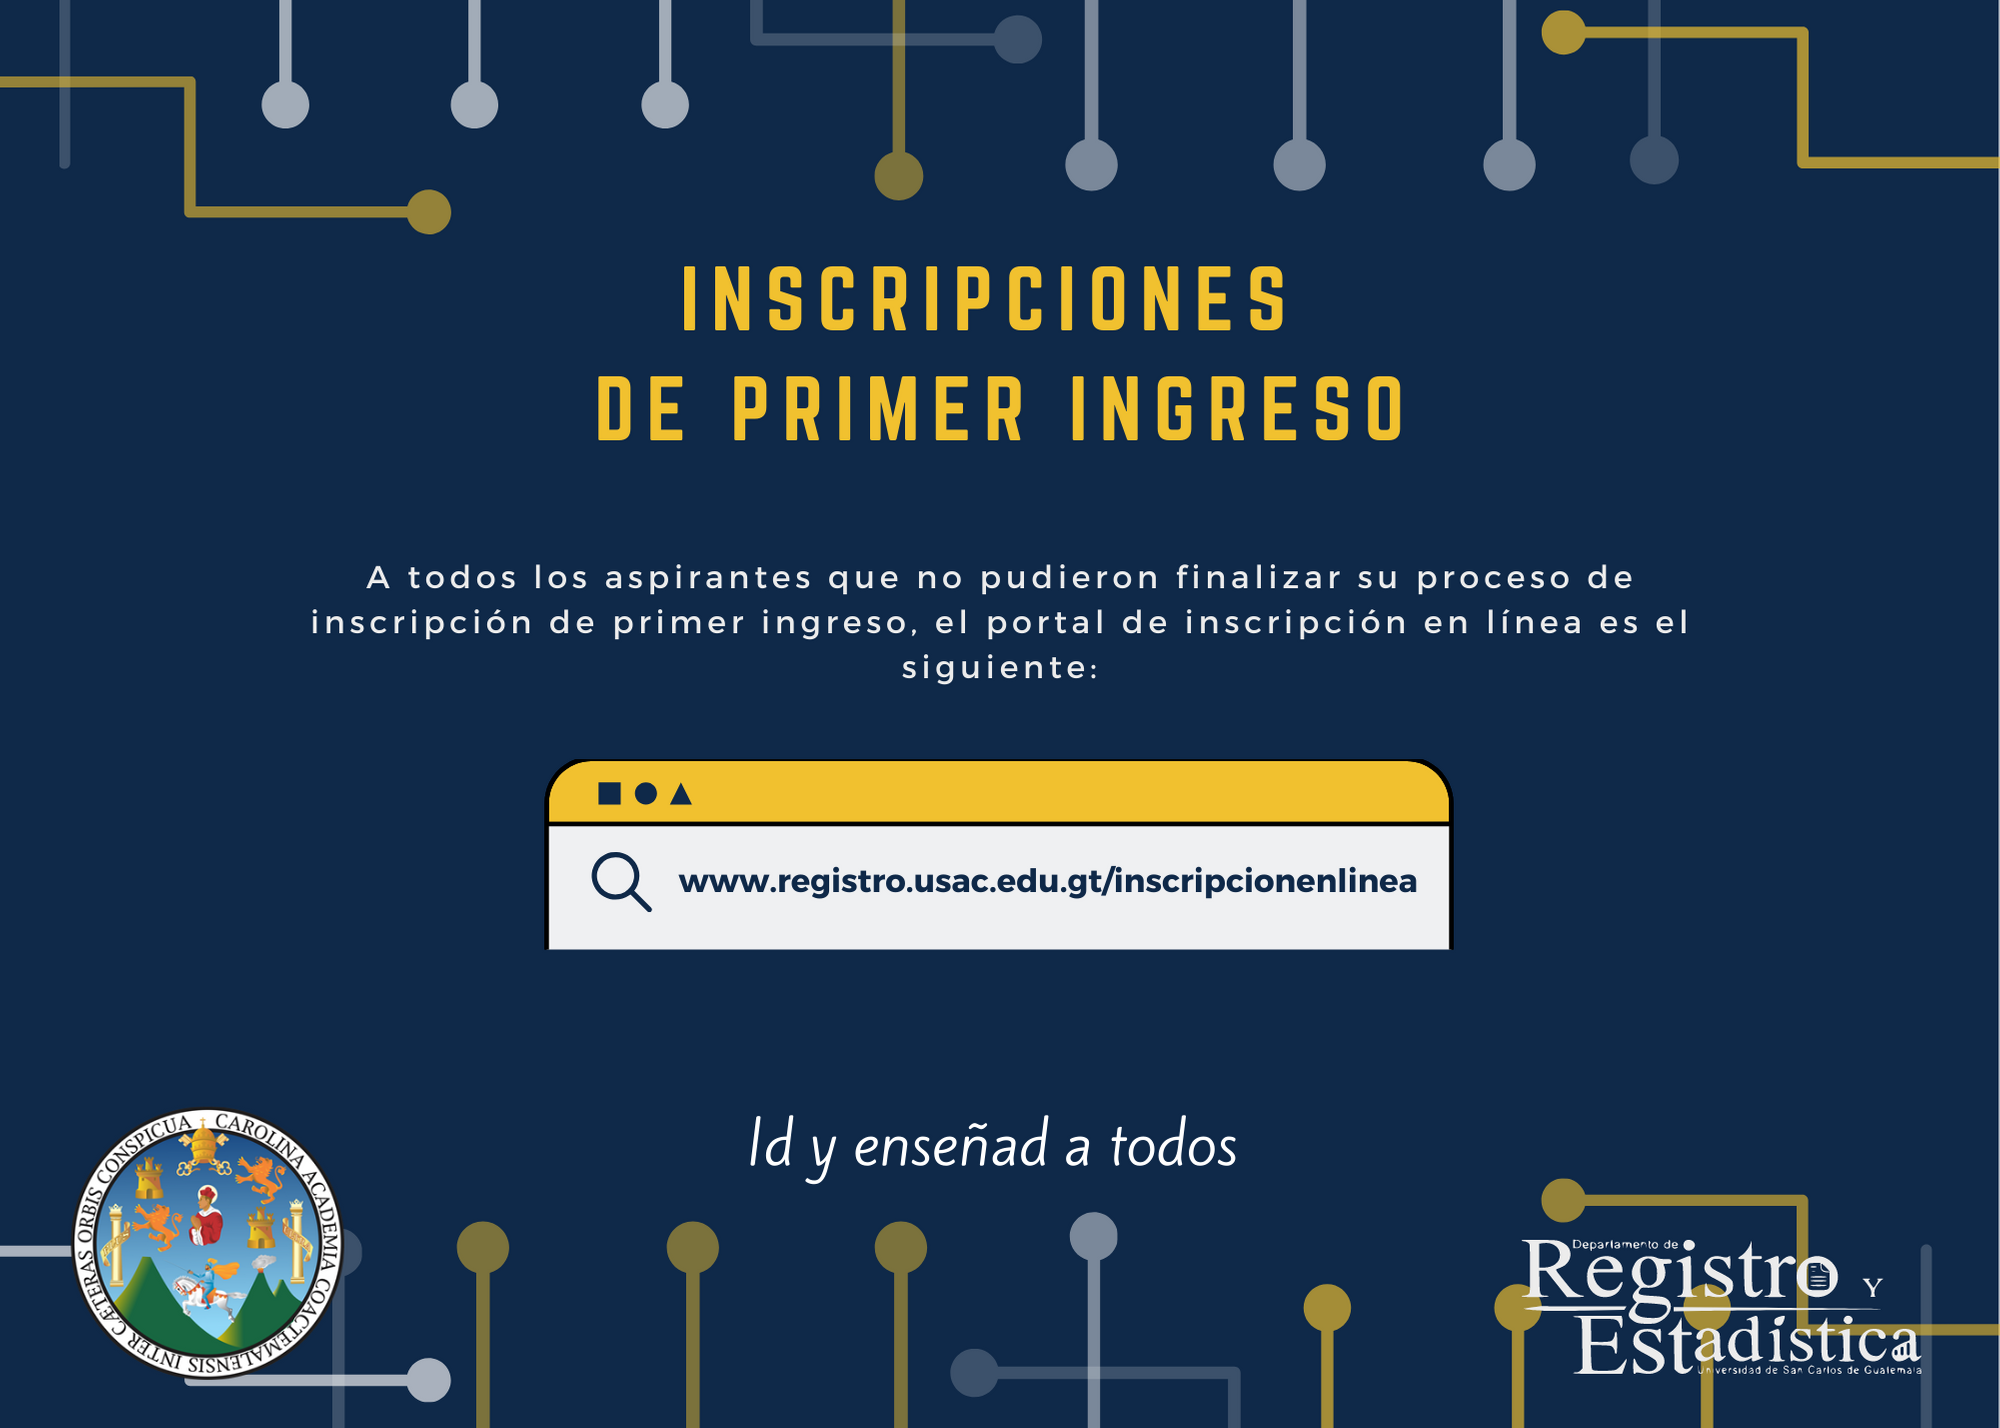 INSCRIPCIONES
DE PRIMER INGRESO
A todos los aspirantes que no pudieron finalizar su proceso de
inscripción de primer ingreso, el portal de inscripción en línea es el
siguiente:
www.registro.usac.edu.gt/inscripcionenlinea
Id y enseñad a todos
CAROLINA ACADEMIA COACTEMALENSIS INTER CÆTERAS ORBIS CONSPICUA
Departamento de
Registro Y
Estadística
Universidad de San Carlos de Guatemala